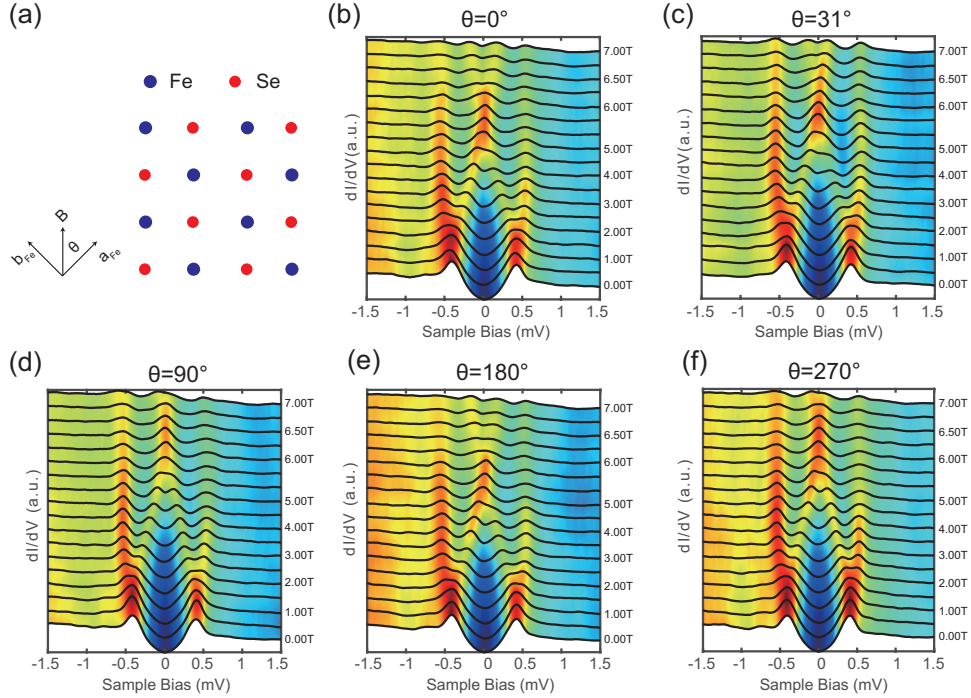 (a)
Fe Se
B
θ
b Fe
a Fe
(b)
θ=0°
dI/dV(a.u.)
7.00T
6.50T
6.00T
5.00T
4.00T
3.00T
2.00T
1.00T
0.00T
-1.5 -1 -0.5 0 0.5 1 1.5
Sample Bias (mV)
(c)
θ=31°
dI/dV (a.u.)
7.00T
6.50T
6.00T
5.00T
4.00T
3.00T
2.00T
1.00T
0.00T
-1.5 -1 -0.5 0 0.5 1 1.5
Sample Bias (mV)
(d)
θ=90°
dI/dV (a.u.)
7.00T
6.50T
5.00T
4.00T
3.00T
2.00T
1.00T
0.00T
-1.5 -1 -0.5 0 0.5 1 1.5
Sample Bias (mV)
(e)
θ=180°
dI/dV (a.u.)
7.00T
6.50T
6.00T
5.00T
4.00T
3.00T
2.00T
1.00T
0.00T
-1.5 -1 -0.5 0 0.5 1 1.5
Sample Bias (mV)
(f)
θ=270°
dI/dV (a.u.)
7.00T
6.50T
6.00T
5.00T
4.00T
3.00T
2.00T
1.00T
0.00T
-1.5 -1 -0.5 0 0.5 1 1.5
Sample Bias (mV)